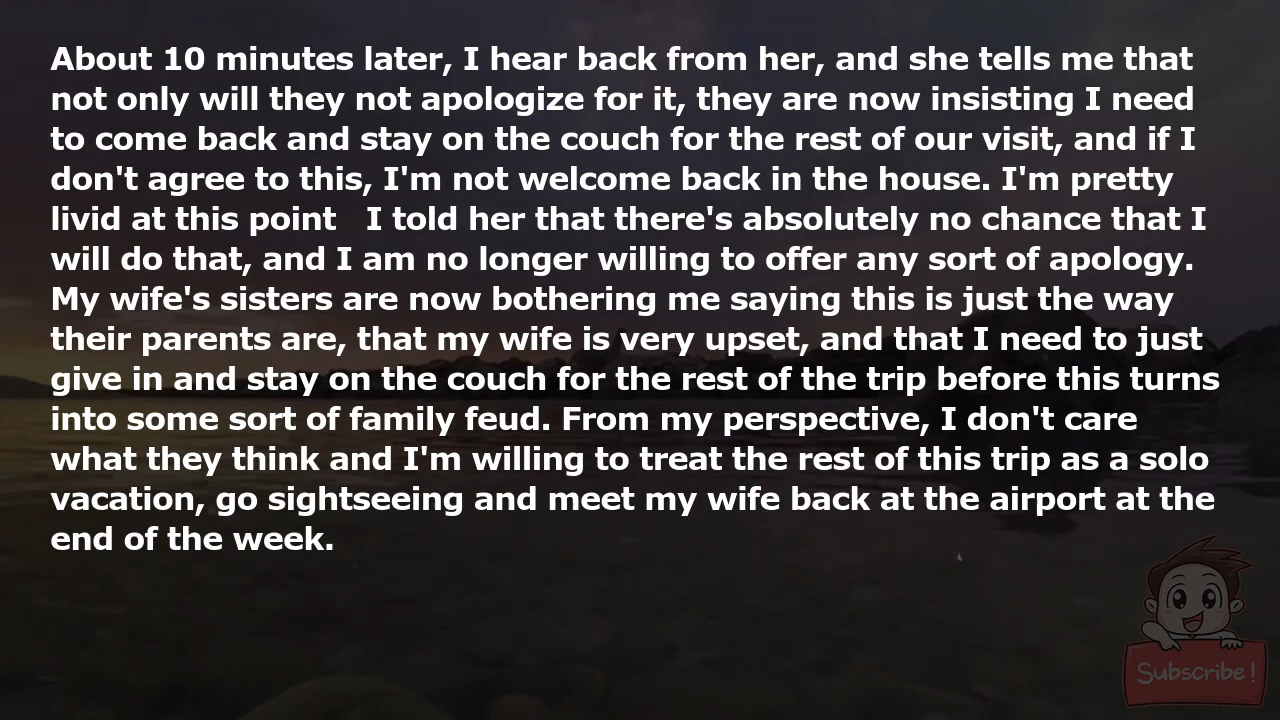 About 10 minutes later, I hear back from her, and she tells me that
not only will they not apologize for it, they are now insisting I need
to come back and stay on the couch for the rest of our visit, and if I
don't agree to this, I'm not welcome back in the house. I'm pretty
livid at this point   I told her that there's absolutely no chance that I
will do that, and I am no longer willing to offer any sort of apology.
My wife's sisters are now bothering me saying this is just the way
their parents are, that my wife is very upset, and that I need to just
give in and stay on the couch for the rest of the trip before this turns
into some sort of family feud. From my perspective, I don't care
what they think and I'm willing to treat the rest of this trip as a solo
vacation, go sightseeing and meet my wife back at the airport at the
end of the week.
Subscribe!